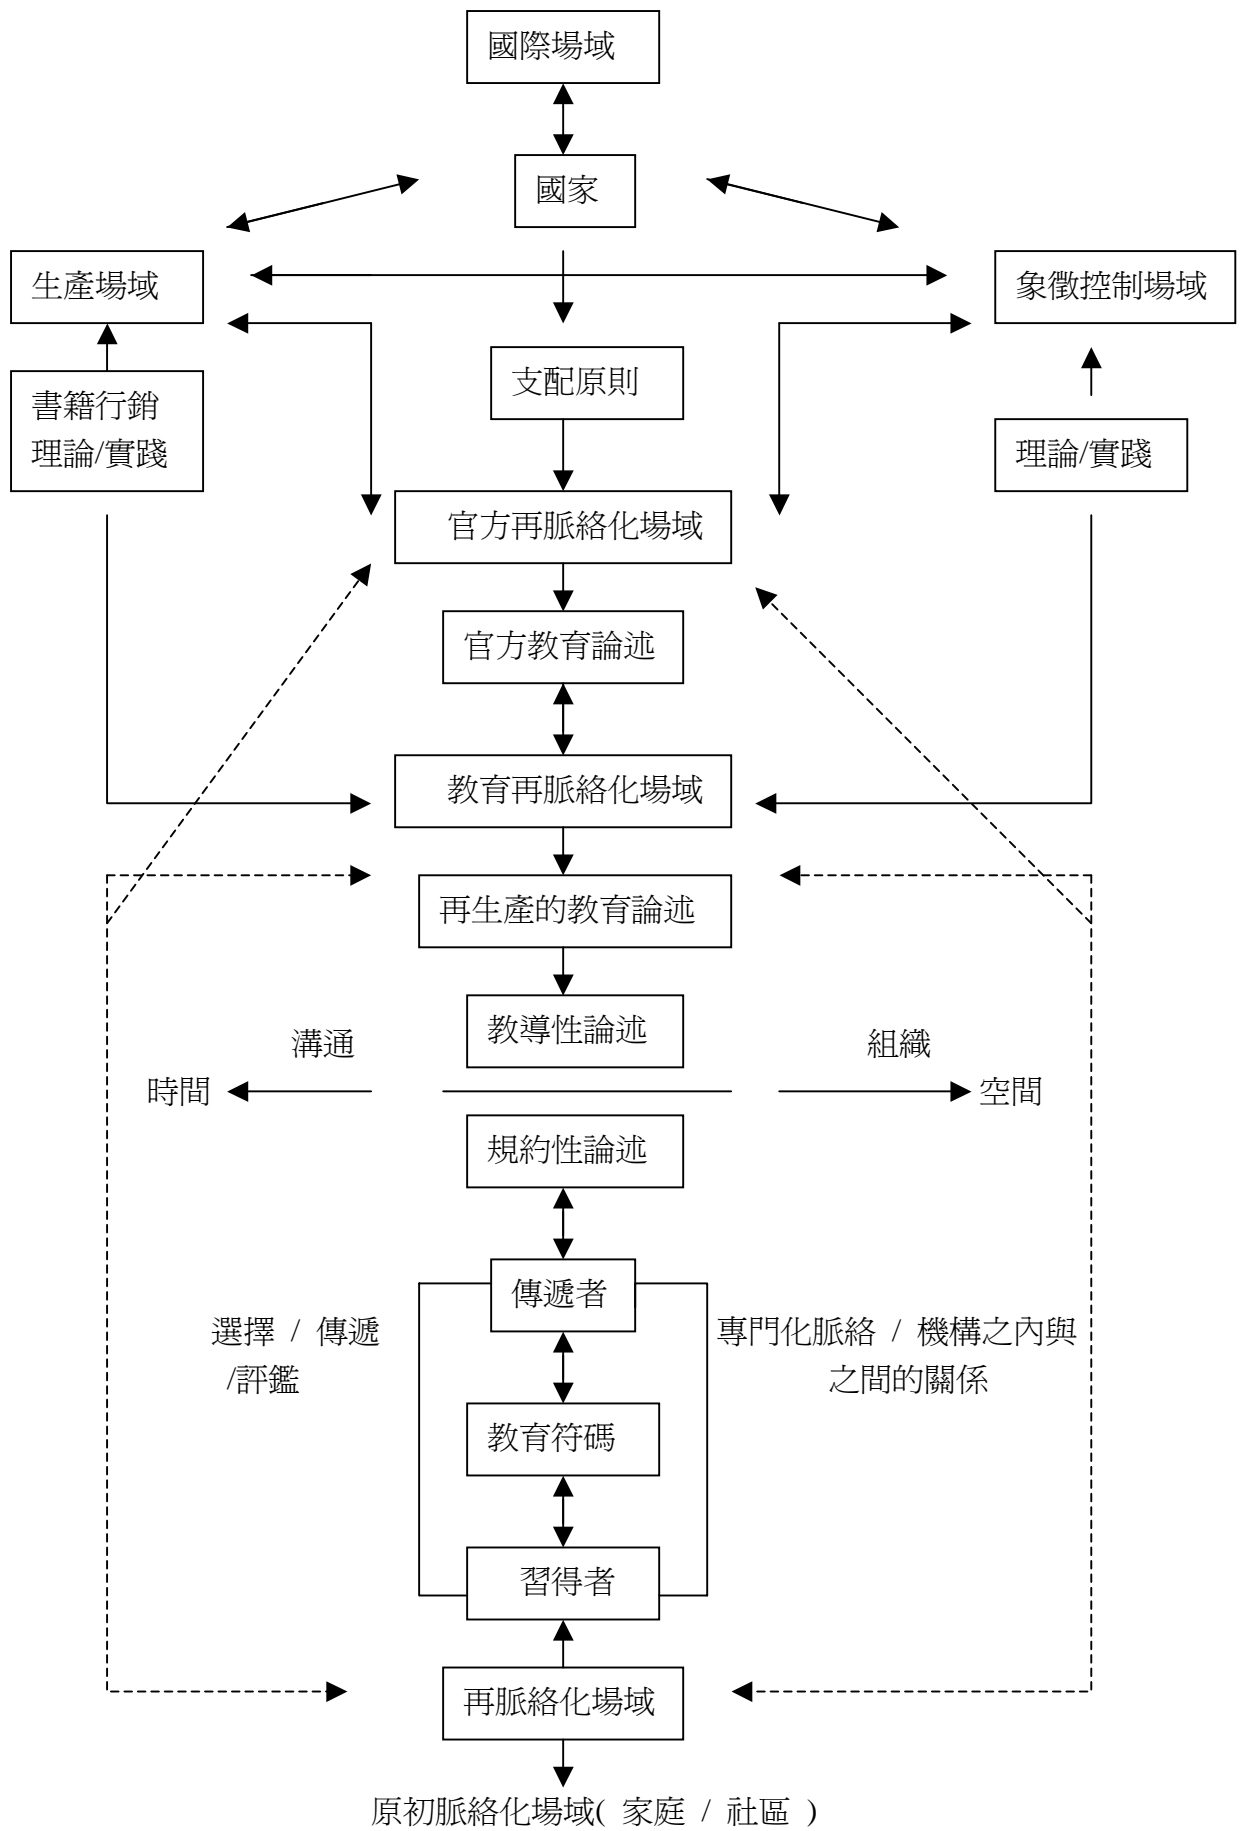 國際場域
國家
生產場域
象徵控制場域
支配原則
書籍行銷
理論/實踐
理論/實踐
官方再脈絡化場域
官方教育論述
教育再脈絡化場域
再生產的教育論述
教導性論述
溝通
組織
時間
空間
規約性論述
傳遞者
選擇 / 傳遞
/評鑑
專門化脈絡 / 機構之內與
之間的關係
教育符碼
習得者
再脈絡化場域
原初脈絡化場域( 家庭 / 社區 )